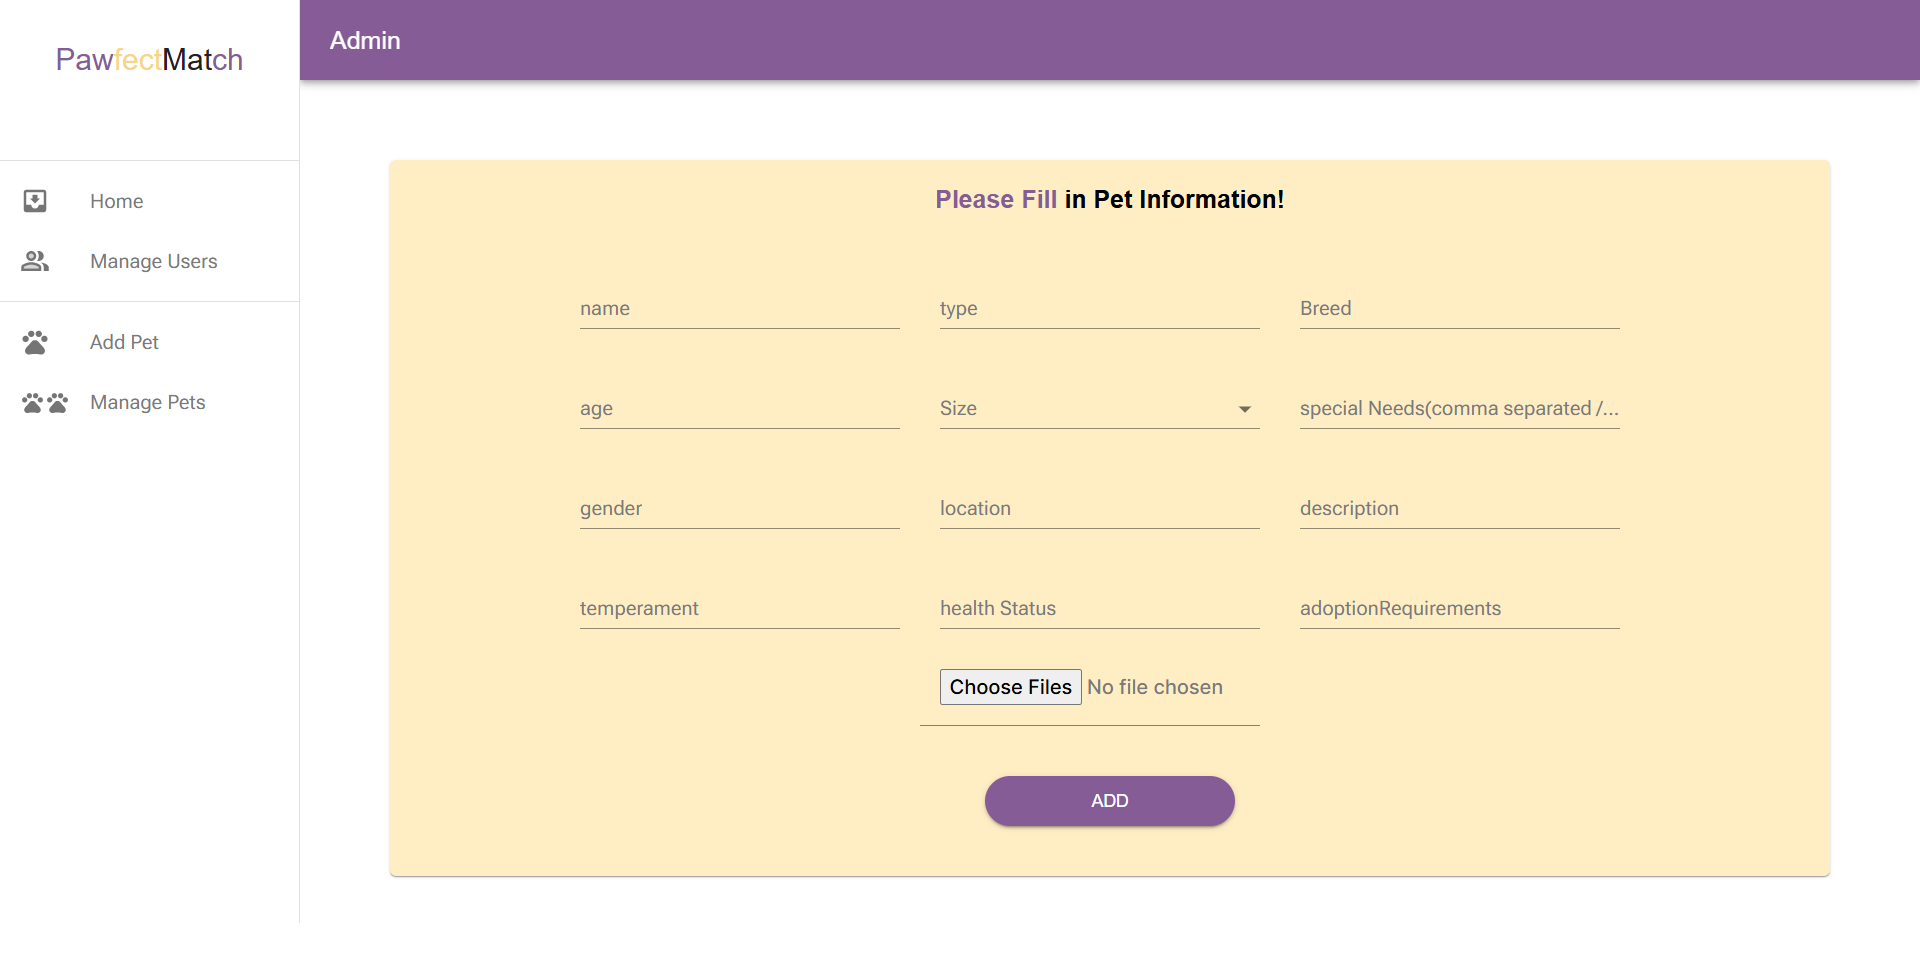 PawfectMatch
Admin
Home
Manage Users
Add Pet
Manage Pets
Please Fill in Pet Information!
name
type
Breed
age
Size
special Needs(comma separated /...
gender
location
description
temperament
health Status
adoptionRequirements
Choose Files No file chosen
ADD